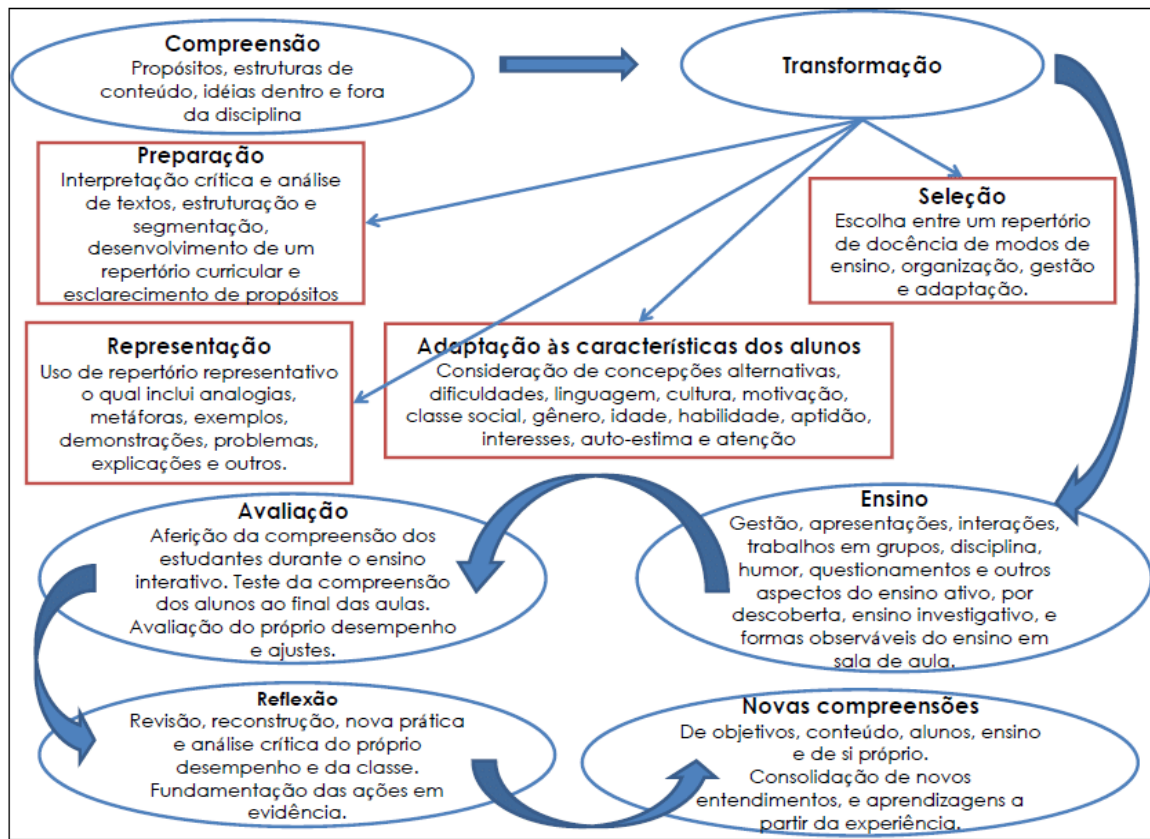 Compreensão
Propósitos, estruturas de
conteúdo, idéias dentro e fora
da disciplina
Transformação
Preparação
Interpretação crítica e análise
de textos, estruturação e
segmentação,
desenvolvimento de um
repertório curricular e
esclarecimento de propósitos
Seleção
Escolha entre um repertório
de docência de modos de
ensino, organização, gestão
e adaptação.
Representação
Uso de repertório representativo
o qual inclui analogias,
metáforas, exemplos,
demonstrações, problemas,
explicações e outros.
Adaptação às características dos alunos
Consideração de concepções alternativas,
dificuldades, linguagem, cultura, motivação,
classe social, gênero, idade, habilidade, aptidão,
interesses, auto-estima e atenção
Avaliação
Aferição da compreensão dos
estudantes durante o ensino
interativo. Teste da compreensão
dos alunos ao final das aulas.
Avaliação do próprio desempenho
e ajustes.
Ensino
Gestão, apresentações, interações,
trabalhos em grupos, disciplina,
humor, questionamentos e outros
aspectos do ensino ativo, por
descoberta, ensino investigativo, e
formas observáveis do ensino em
sala de aula.
Reflexão
Revisão, reconstrução, nova prática
e análise crítica do próprio
desempenho e da classe.
Fundamentação das ações em
evidência.
Novas compreensões
De objetivos, conteúdo, alunos, ensino
e de si próprio.
Consolidação de novos
entendimentos, e aprendizagens a
partir da experiência.